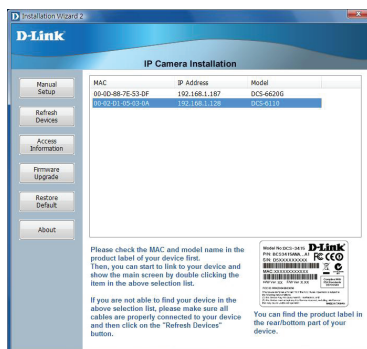 Installation Wizard 2
D-Link
IP Camera Installation
Manual Setup
Refresh Devices
Access Information
Firmware Upgrade
Restore Default
About
MAC IP Address Model
00-0D-88-7E-53-DF 192.168.1.187 DCS-6620G
00-02-D1-05-03-DA 192.168.1.128 DCS-6110
Please check the MAC and model name in the
product label of your device first.
Then, you can start to link to your device and
show the main screen by double clicking the
item in the above selection list.
If you are not able to find your device in the
above selection list, please make sure all
cables are properly connected to your device
and then click on the "Refresh Devices"
button.
Model No:DCS-3415 D-Link
You can find the product label in
the rear/bottom part of your
device.